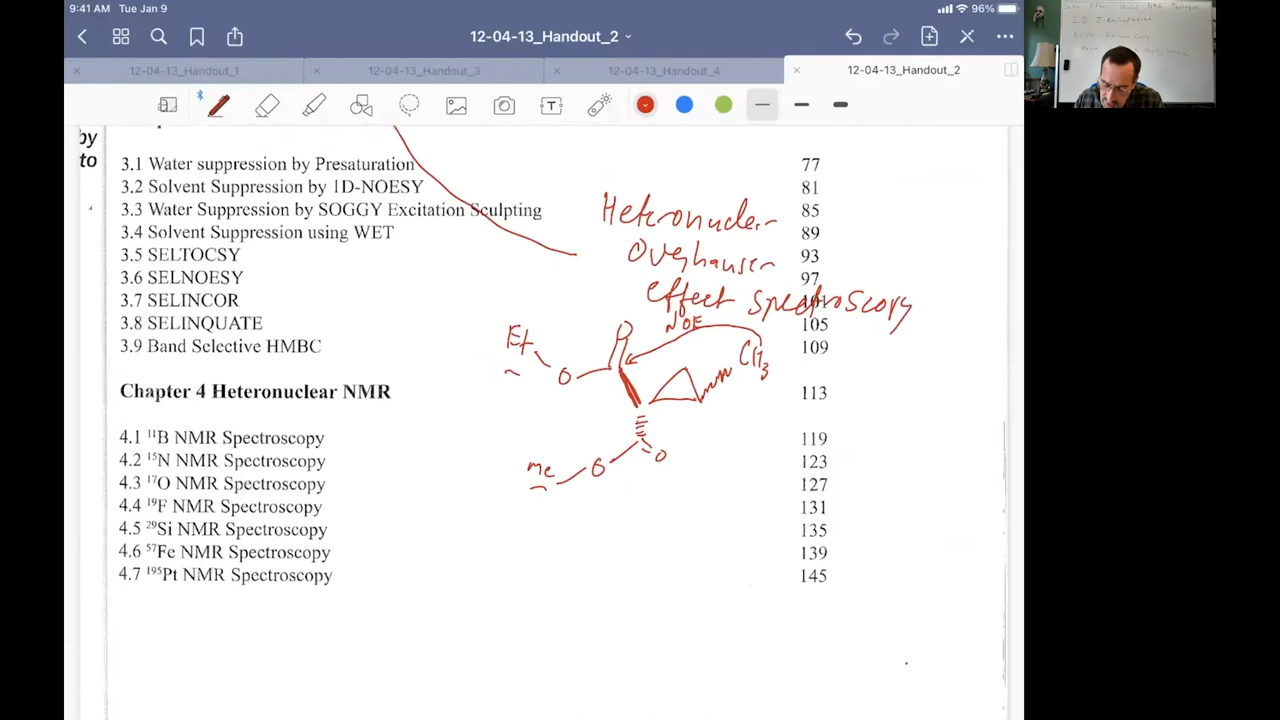 9:41 AM Tue Jan 9
96%
12-04-13_Handout_2
12-04-13_Handout_1
12-04-13_Handout_3
12-04-13_Handout_4
12-04-13_Handout_2
by
to
3.1 Water suppression by Presaturation 77
3.2 Solvent Suppression by 1D-NOESY 81
3.3 Water Suppression by SOGGY Excitation Sculpting 85
3.4 Solvent Suppression using WET 89
3.5 SELTOCSY 93
3.6 SELNOESY 97
3.7 SELINCOR 101
3.8 SELINQUATE 105
3.9 Band Selective HMBC 109
Heteronuclear
Overhauser
effect spectroscopy
NOE
Et
O
CH3
O
Me
O
Chapter 4 Heteronuclear NMR 113
4.1 ¹¹B NMR Spectroscopy 119
4.2 ¹⁵N NMR Spectroscopy 123
4.3 ¹⁷O NMR Spectroscopy 127
4.4 ¹⁹F NMR Spectroscopy 131
4.5 ²⁹Si NMR Spectroscopy 135
4.6 ⁵⁷Fe NMR Spectroscopy 139
4.7 ¹⁹⁵Pt NMR Spectroscopy 145